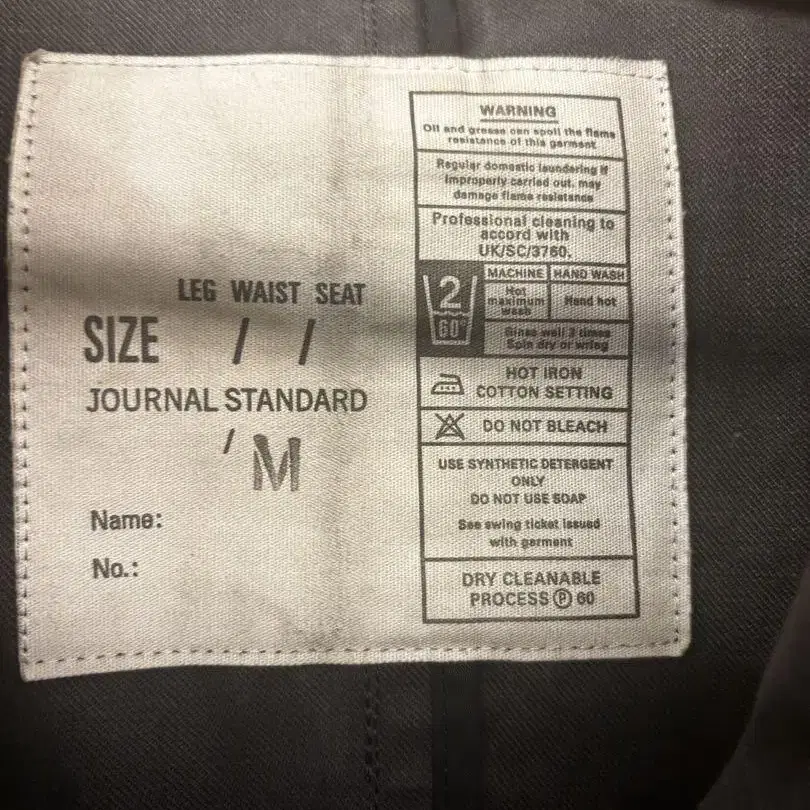 LEG WAIST SEAT
SIZE / /
JOURNAL STANDARD
/ M
Name:
No.:
WARNING
Oil and grease can spoil the flame
resistance of this garment
Regular domestic laundering if
improperly carried out, may
damage flame resistance
Professional cleaning to
accord with
UK/SC/3760.
2
60°
MACHINE HAND WASH
Hot
maximum
wash
Hand hot
Rinse well 3 times
Spin dry or wring
HOT IRON
COTTON SETTING
DO NOT BLEACH
USE SYNTHETIC DETERGENT
ONLY
DO NOT USE SOAP
See swing ticket issued
with garment
DRY CLEANABLE
PROCESS Ⓟ 60